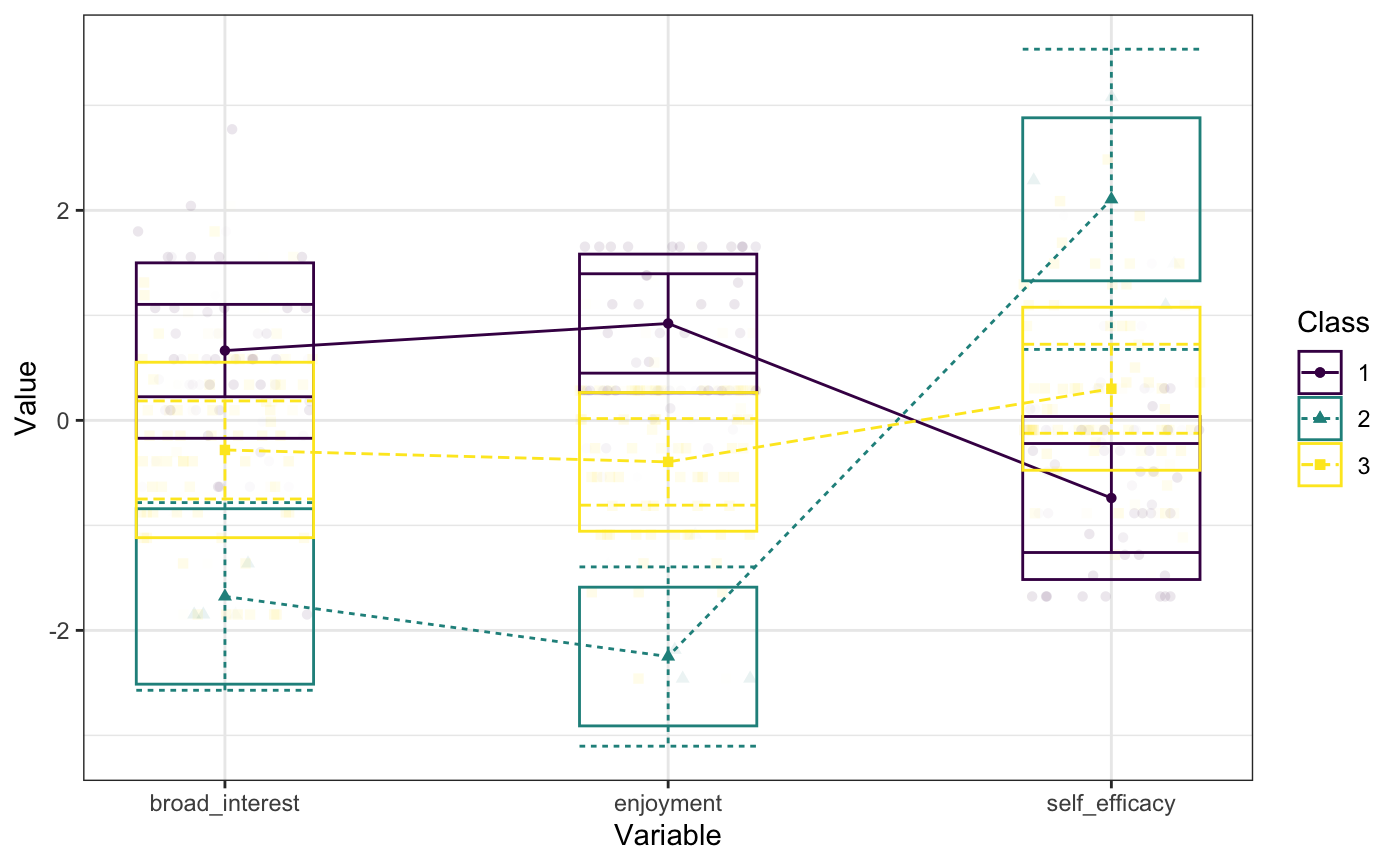 Value
2
0
-2
broad_interest
enjoyment
self_efficacy
Variable
Class
1
2
3